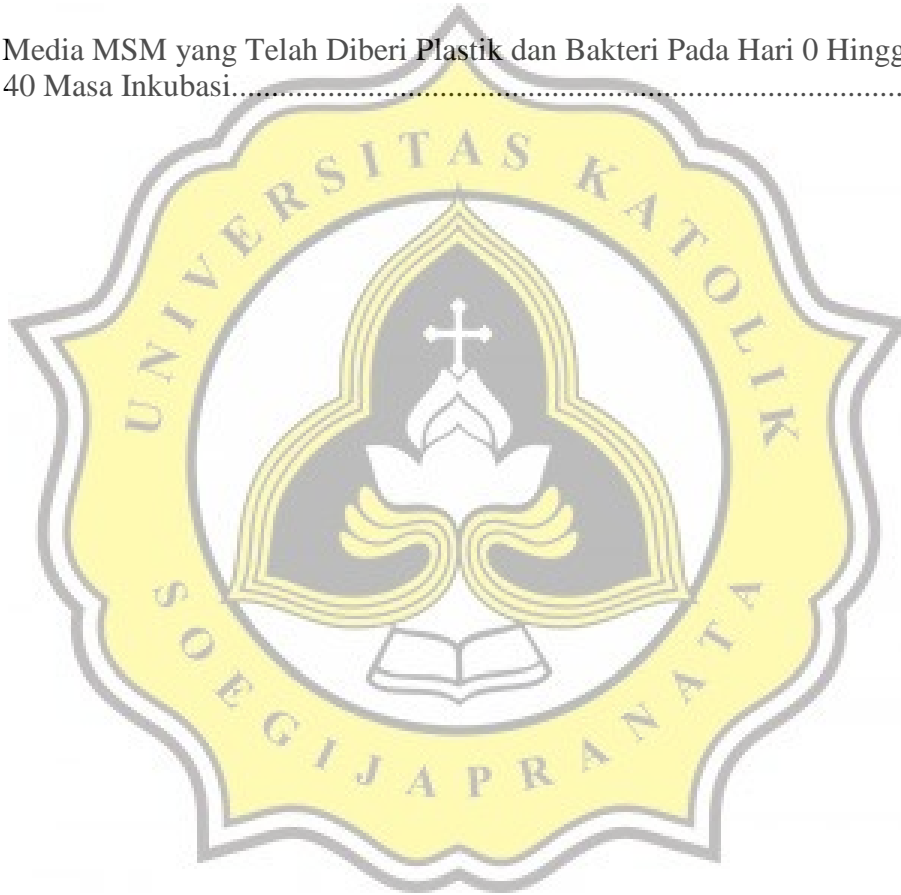 Media MSM yang Telah Diberi Plastik dan Bakteri Pada Hari 0 Hingg
40 Masa Inkubasi....................................................................................
UNIVERSITAS KATOLIK
SOEGIJAPRANATA